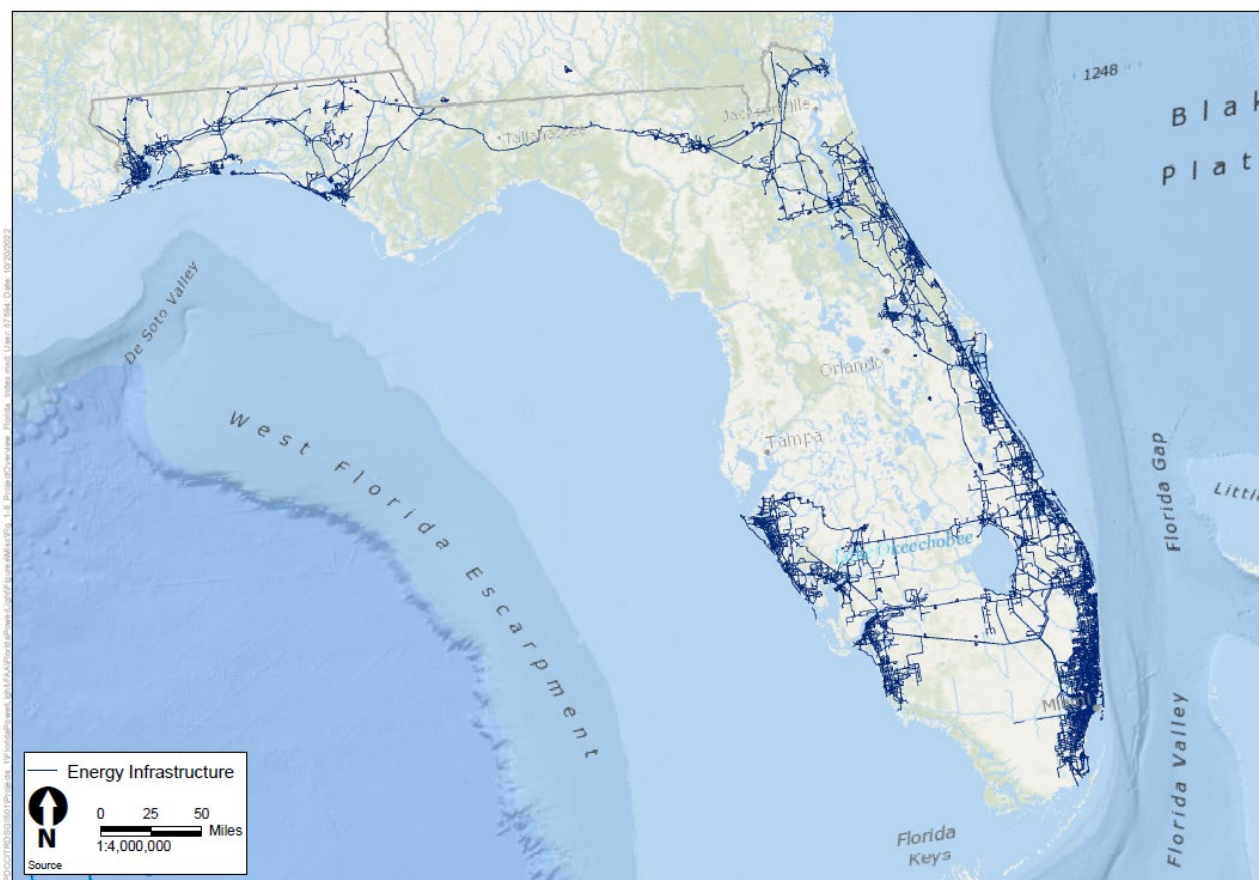 1248
Blak
Plat
Jacksonville
Tallahassee
De Soto Valley
Orlando
Tampa
West Florida Escarpment
Florida Gap
Little
Lake Okeechobee
Miami
Florida Valley
Florida
Keys
Energy Infrastructure
0 25 50
Miles
1:4,000,000
N
Source